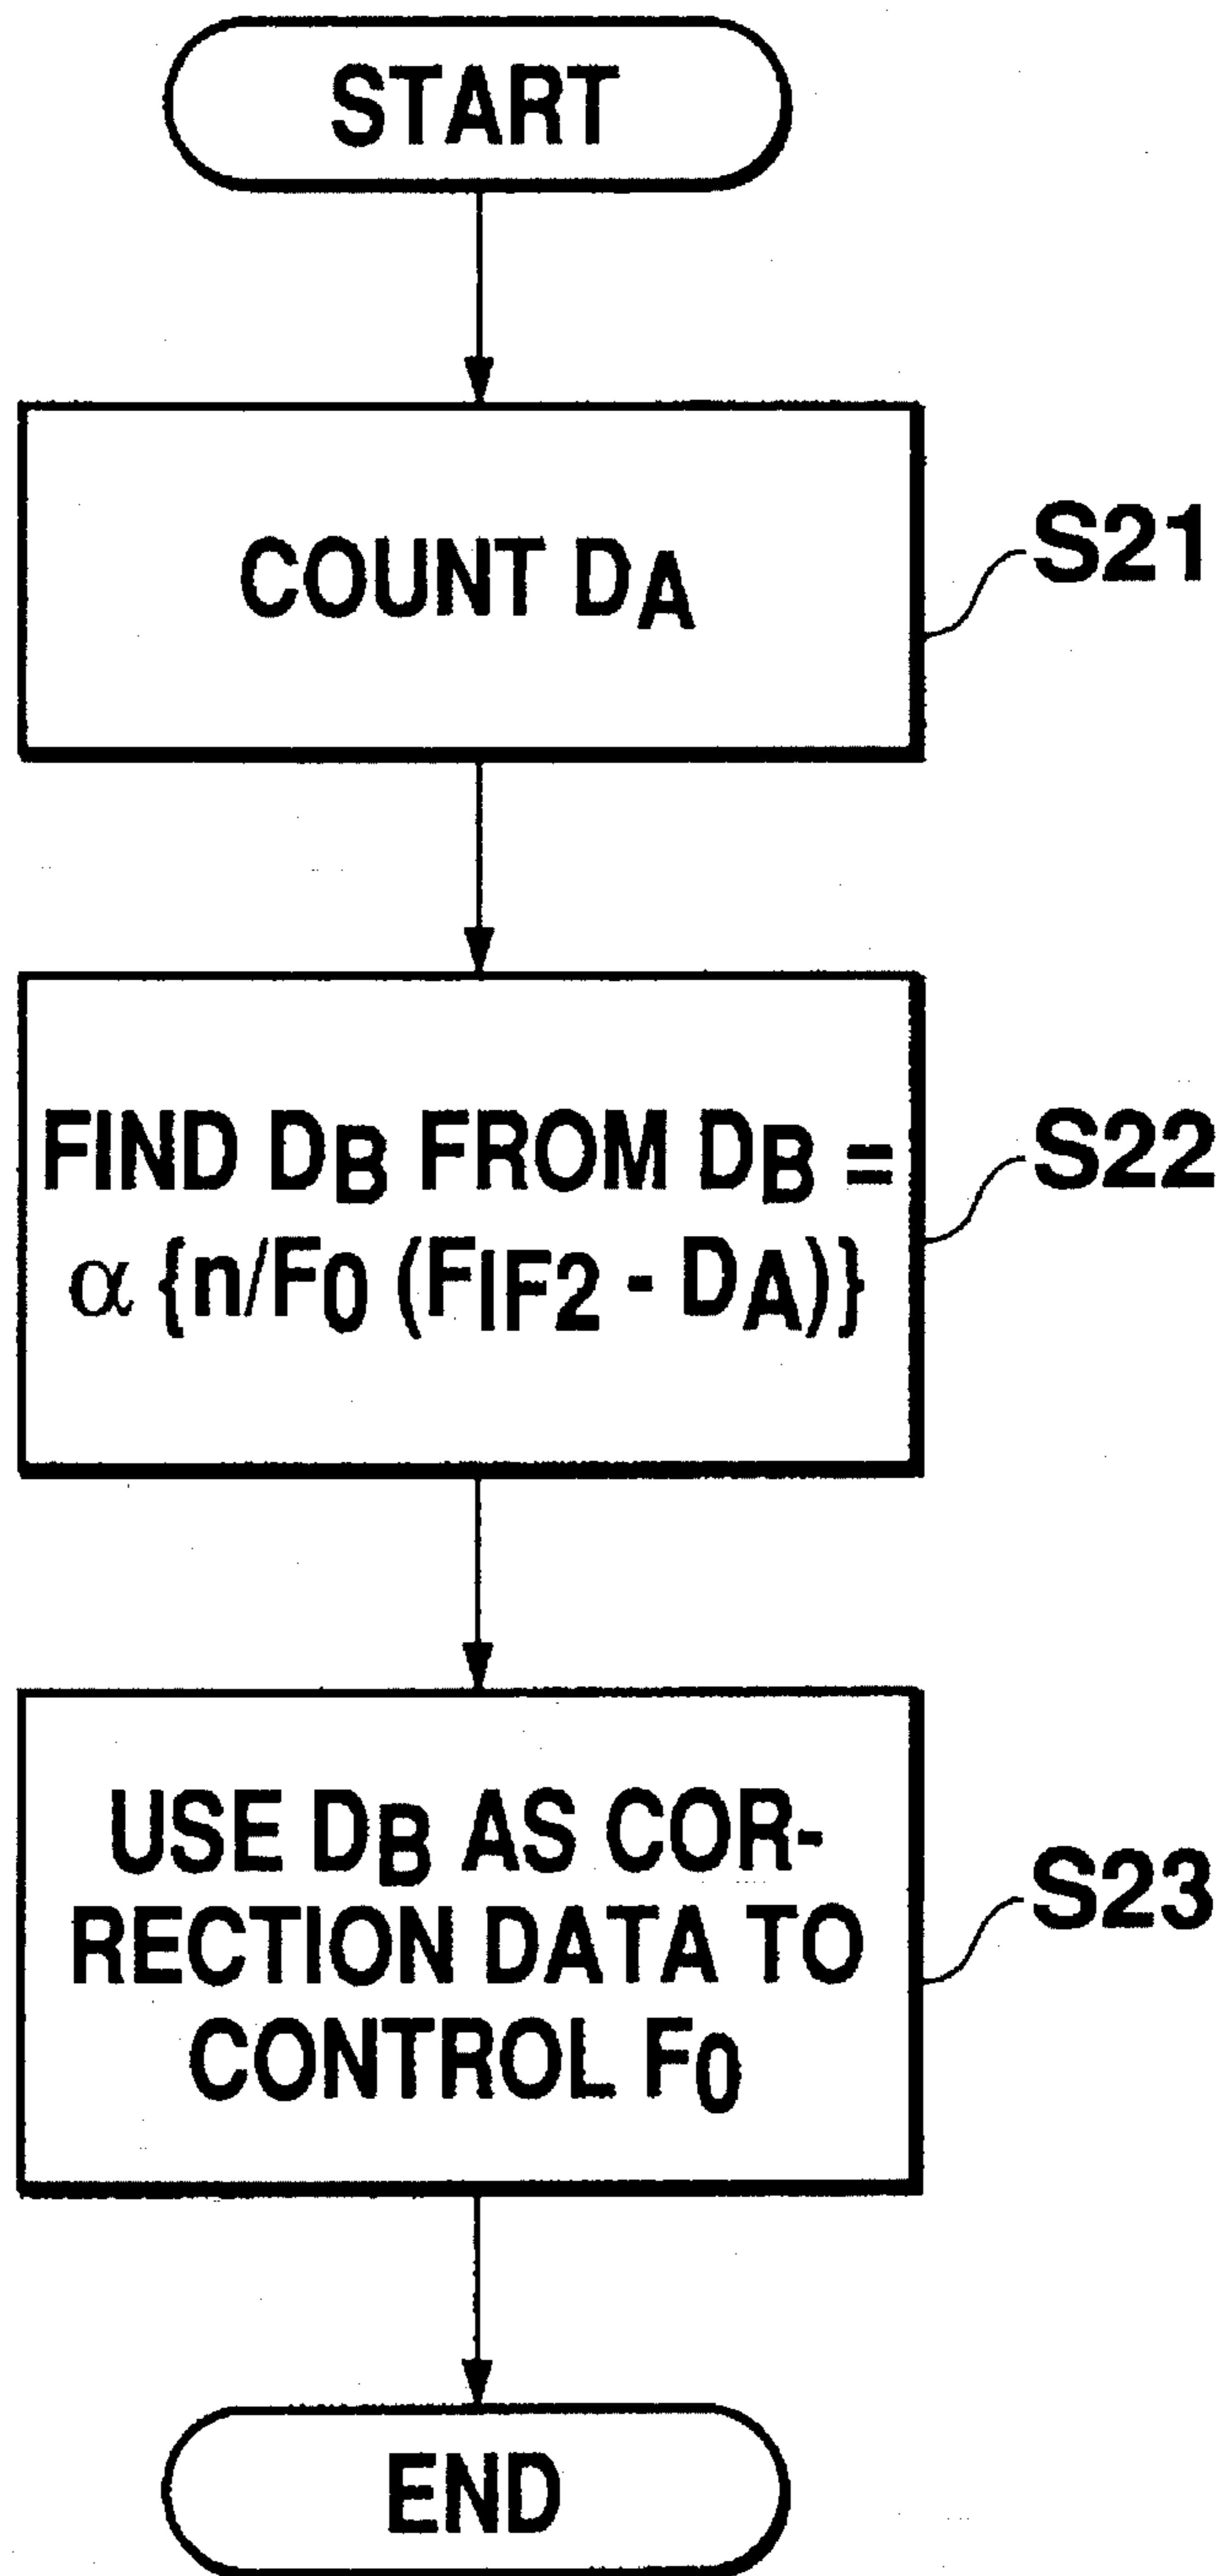 START
COUNT DA
S21
FIND DB FROM DB =
α {n/F0 (FIF2 - DA)}
S22
USE DB AS COR-
RECTION DATA TO
CONTROL F0
S23
END